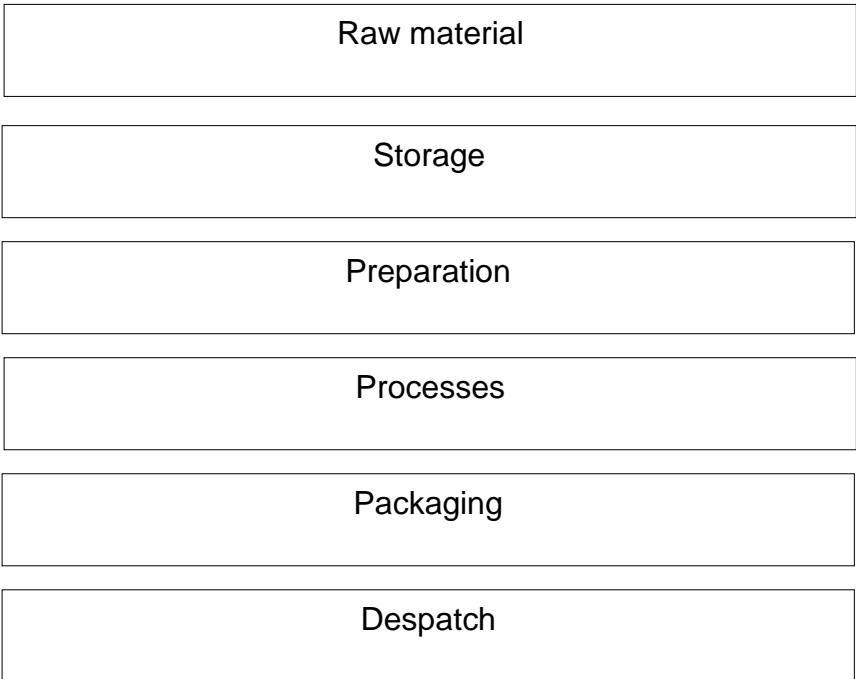 Raw material
Storage
Preparation
Processes
Packaging
Despatch